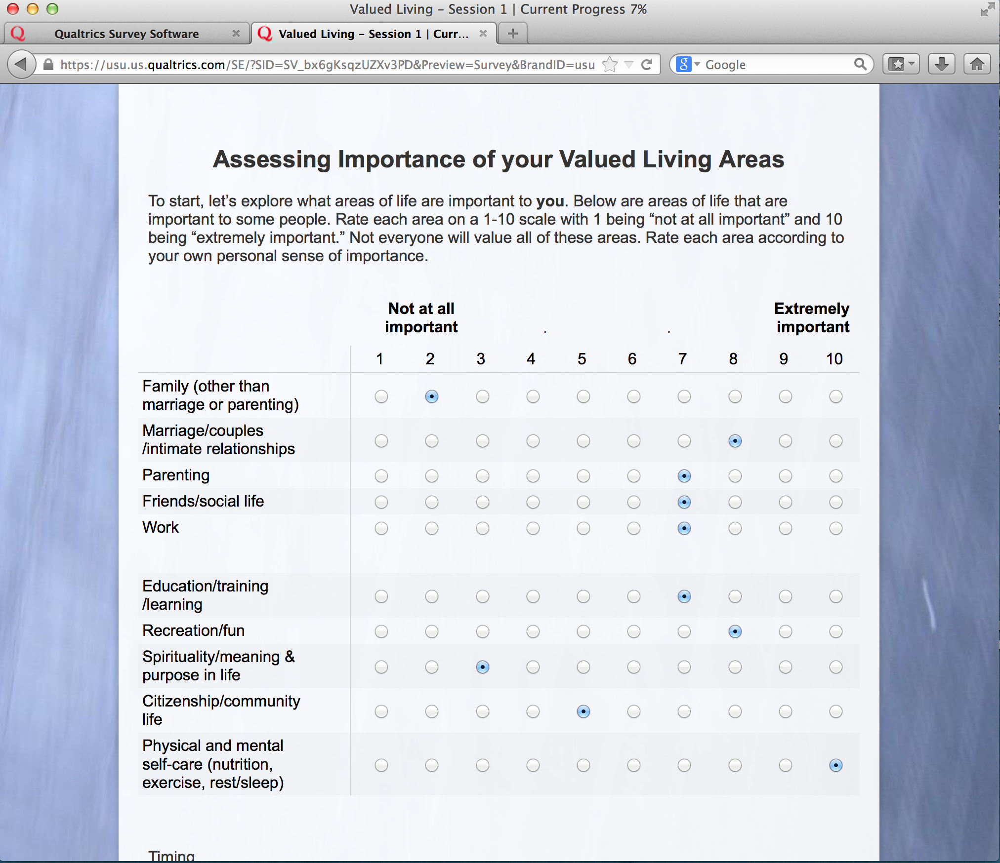 Valued Living – Session 1 | Current Progress 7%
Qualtrics Survey Software
Valued Living – Session 1 | Curr...
https://usu.us.qualtrics.com/SE/?SID=SV_bx6gKsqzUZXv3PD&Preview=Survey&BrandID=usu
Google
Assessing Importance of your Valued Living Areas
To start, let’s explore what areas of life are important to you. Below are areas of life that are
important to some people. Rate each area on a 1-10 scale with 1 being “not at all important” and 10
being “extremely important.” Not everyone will value all of these areas. Rate each area according to
your own personal sense of importance.
Not at all
important
.
.
Extremely
important
1 2 3 4 5 6 7 8 9 10
Family (other than
marriage or parenting)
Marriage/couples
/intimate relationships
Parenting
Friends/social life
Work
Education/training
/learning
Recreation/fun
Spirituality/meaning &
purpose in life
Citizenship/community
life
Physical and mental
self-care (nutrition,
exercise, rest/sleep)
Timing